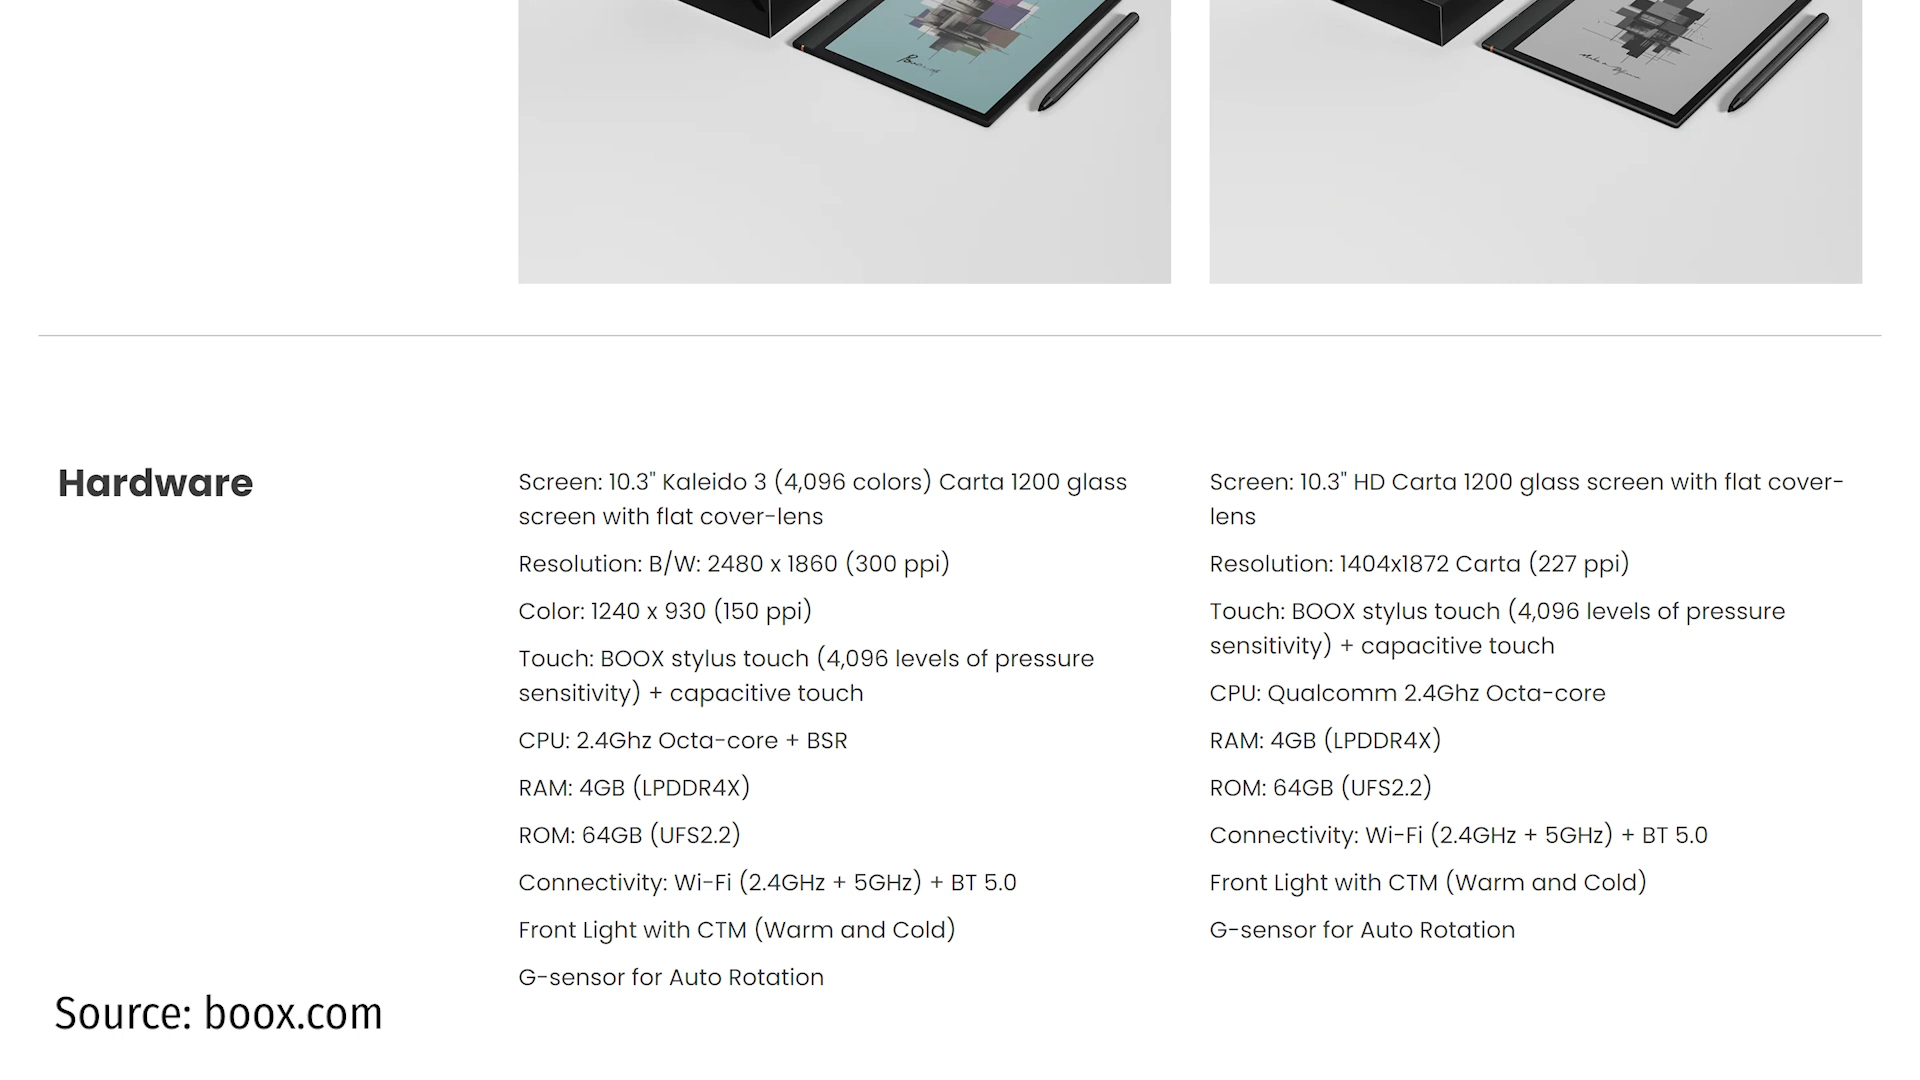 Hardware
Screen: 10.3" Kaleido 3 (4,096 colors) Carta 1200 glass
screen with flat cover-lens
Resolution: B/W: 2480 x 1860 (300 ppi)
Color: 1240 x 930 (150 ppi)
Touch: BOOX stylus touch (4,096 levels of pressure
sensitivity) + capacitive touch
CPU: 2.4Ghz Octa-core + BSR
RAM: 4GB (LPDDR4X)
ROM: 64GB (UFS2.2)
Connectivity: Wi-Fi (2.4GHz + 5GHz) + BT 5.0
Front Light with CTM (Warm and Cold)
G-sensor for Auto Rotation
Screen: 10.3" HD Carta 1200 glass screen with flat cover-
lens
Resolution: 1404x1872 Carta (227 ppi)
Touch: BOOX stylus touch (4,096 levels of pressure
sensitivity) + capacitive touch
CPU: Qualcomm 2.4Ghz Octa-core
RAM: 4GB (LPDDR4X)
ROM: 64GB (UFS2.2)
Connectivity: Wi-Fi (2.4GHz + 5GHz) + BT 5.0
Front Light with CTM (Warm and Cold)
G-sensor for Auto Rotation
Source: boox.com